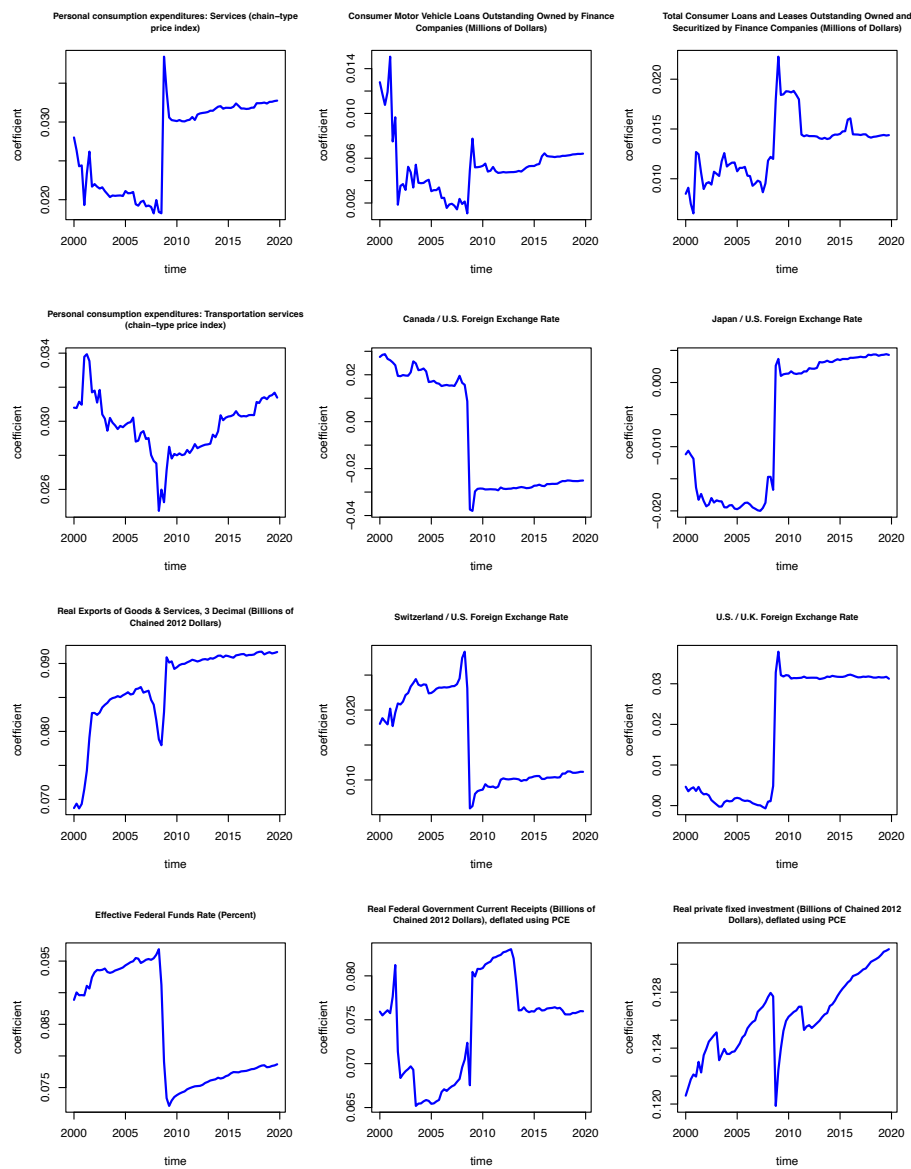 Personal consumption expenditures: Services (chain−type
price index)
coefficient
0.020
0.030
2000 2005 2010 2015 2020
time
Consumer Motor Vehicle Loans Outstanding Owned by Finance
Companies (Millions of Dollars)
coefficient
0.002
0.006
0.014
2000 2005 2010 2015 2020
time
Total Consumer Loans and Leases Outstanding Owned and
Securitized by Finance Companies (Millions of Dollars)
coefficient
0.010
0.015
0.020
2000 2005 2010 2015 2020
time
Personal consumption expenditures: Transportation services
(chain−type price index)
coefficient
0.026
0.030
0.034
2000 2005 2010 2015 2020
time
Canada / U.S. Foreign Exchange Rate
coefficient
−0.04
−0.02
0.00
0.02
2000 2005 2010 2015 2020
time
Japan / U.S. Foreign Exchange Rate
coefficient
−0.020
−0.010
0.000
2000 2005 2010 2015 2020
time
Real Exports of Goods & Services, 3 Decimal (Billions of
Chained 2012 Dollars)
coefficient
0.070
0.080
0.090
2000 2005 2010 2015 2020
time
Switzerland / U.S. Foreign Exchange Rate
coefficient
0.010
0.020
2000 2005 2010 2015 2020
time
U.S. / U.K. Foreign Exchange Rate
coefficient
0.00
0.01
0.02
0.03
2000 2005 2010 2015 2020
time
Effective Federal Funds Rate (Percent)
coefficient
0.075
0.085
0.095
2000 2005 2010 2015 2020
time
Real Federal Government Current Receipts (Billions of
Chained 2012 Dollars), deflated using PCE
coefficient
0.065
0.070
0.075
0.080
2000 2005 2010 2015 2020
time
Real private fixed investment (Billions of Chained 2012
Dollars), deflated using PCE
coefficient
0.120
0.124
0.128
2000 2005 2010 2015 2020
time